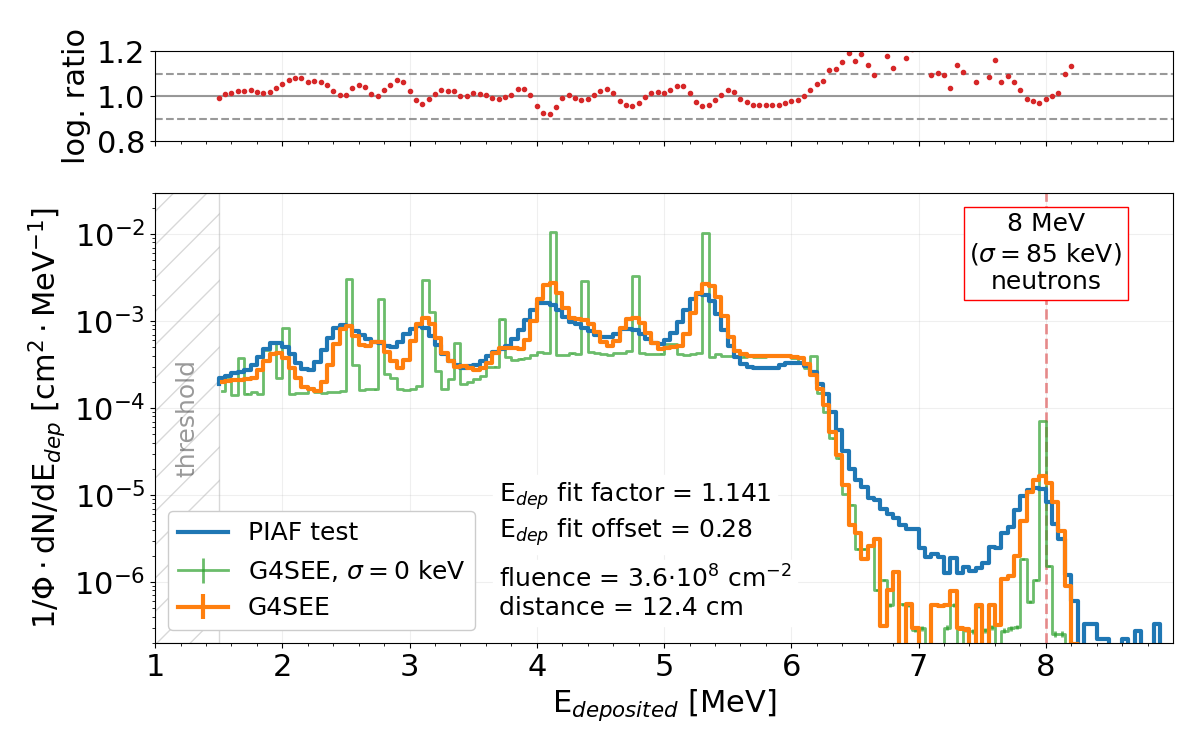 log. ratio
1.2
1.0
0.8
1/Φ · dN/dE_dep [cm² · MeV⁻¹]
10⁻²
10⁻³
10⁻⁴
10⁻⁵
10⁻⁶
threshold
8 MeV
(σ = 85 keV)
neutrons
E_dep fit factor = 1.141
E_dep fit offset = 0.28
fluence = 3.6·10⁸ cm⁻²
distance = 12.4 cm
PIAF test
G4SEE, σ = 0 keV
G4SEE
1 2 3 4 5 6 7 8
E_deposited [MeV]